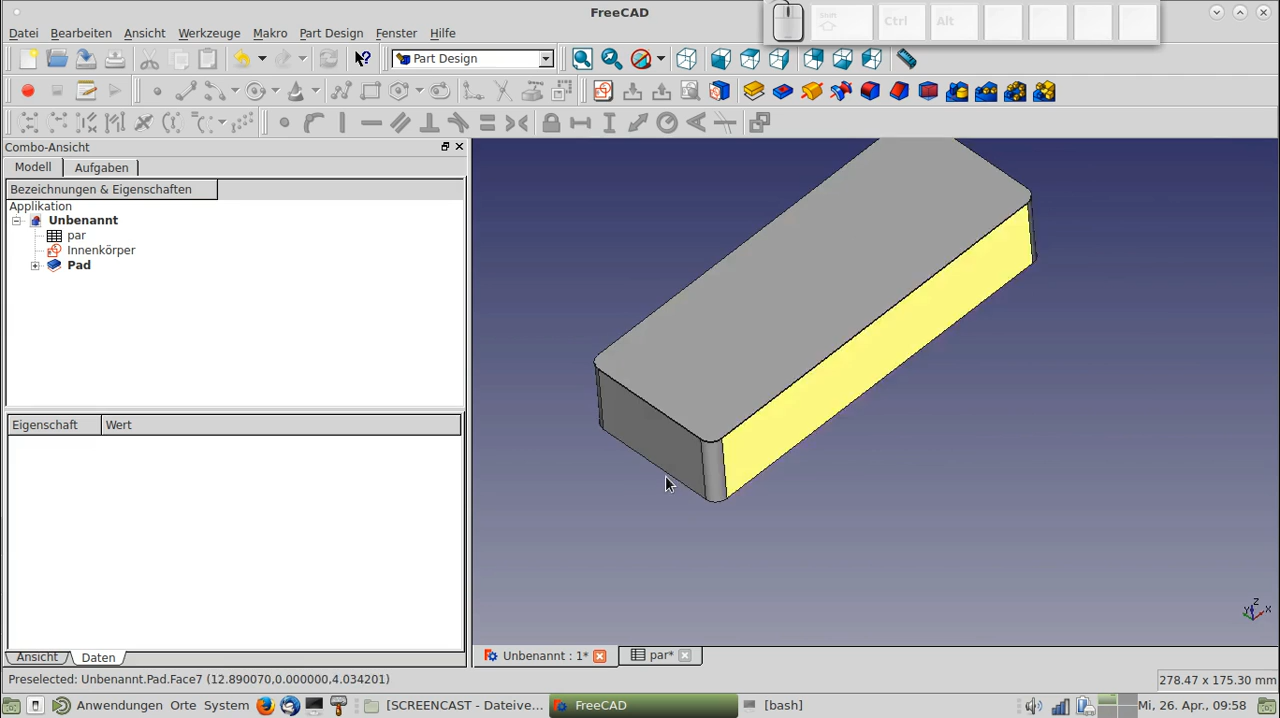 FreeCAD
Shift
Ctrl
Alt
Datei Bearbeiten Ansicht Werkzeuge Makro Part Design Fenster Hilfe
Part Design
Combo-Ansicht
Modell Aufgaben
Bezeichnungen & Eigenschaften
Applikation
Unbenannt
par
Innenkörper
Pad
Eigenschaft Wert
Z
Y X
Ansicht Daten
Unbenannt : 1* par*
Preselected: Unbenannt.Pad.Face7 (12.890070,0.000000,4.034201) 278.47 x 175.30 mm
Anwendungen Orte System [SCREENCAST - Dateive... FreeCAD [bash] Mi, 26. Apr., 09:58